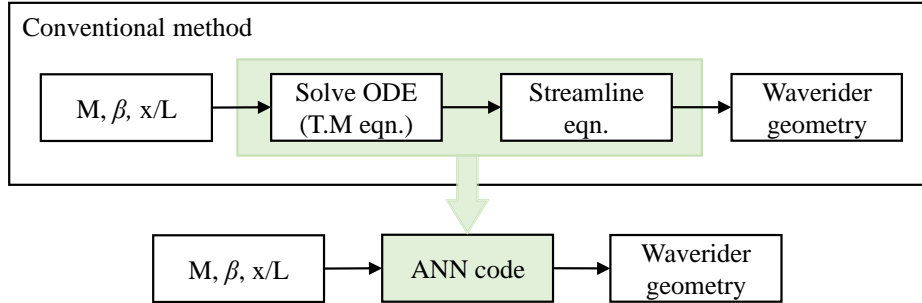 Conventional method
M, β, x/L
Solve ODE
(T.M eqn.)
Streamline
eqn.
Waverider
geometry
M, β, x/L
ANN code
Waverider
geometry